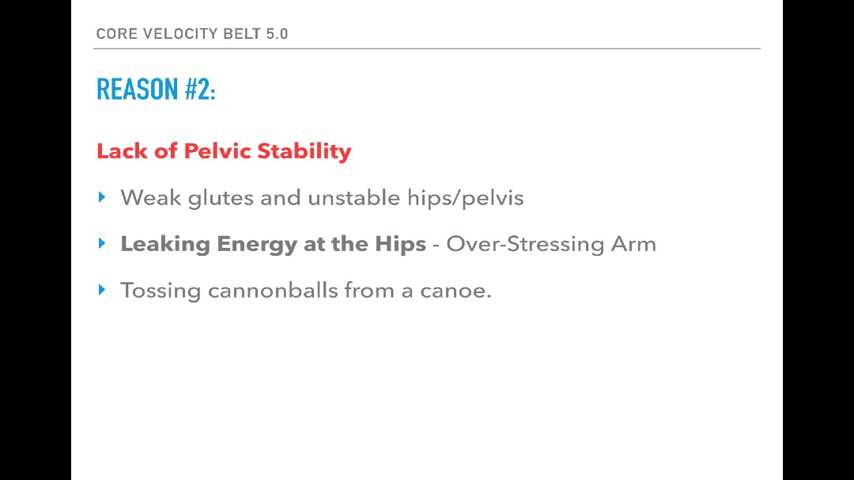 CORE VELOCITY BELT 5.0
REASON #2:
Lack of Pelvic Stability
Weak glutes and unstable hips/pelvis
Leaking Energy at the Hips - Over-Stressing Arm
Tossing cannonballs from a canoe.